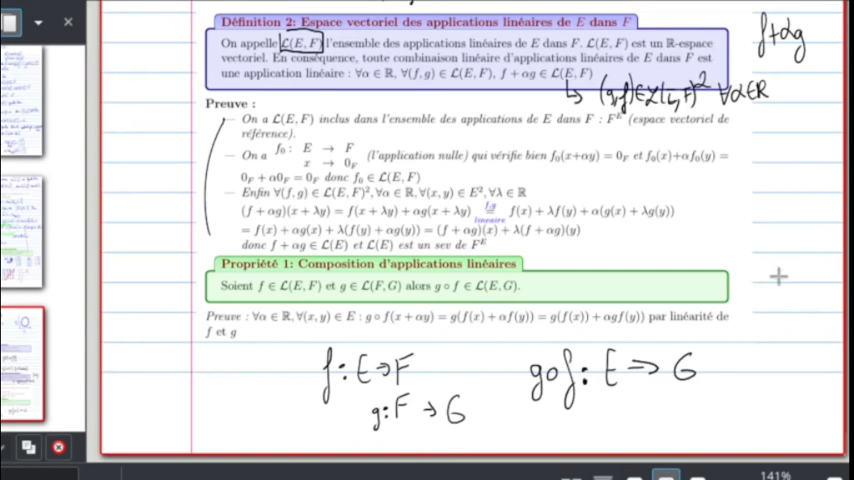 Définition 2: Espace vectoriel des applications linéaires de E dans F
f+αg
On appelle L(E, F) l'ensemble des applications linéaires de E dans F. L(E, F) est un ℝ-espace
vectoriel. En conséquence, toute combinaison linéaire d'applications linéaires de E dans F est
une application linéaire : ∀α ∈ ℝ, ∀(f, g) ∈ L(E, F), f + αg ∈ L(E, F)
↳ (g,f)∈L(E,F)² ∀α∈ℝ
Preuve :
— On a L(E, F) inclus dans l'ensemble des applications de E dans F : F^E (espace vectoriel de
référence).
— On a f₀ : E → F
x → 0_F (l'application nulle) qui vérifie bien f₀(x+αy) = 0_F et f₀(x)+αf₀(y) =
0_F + α0_F = 0_F donc f₀ ∈ L(E, F)
— Enfin ∀(f, g) ∈ L(E, F)², ∀α ∈ ℝ, ∀(x, y) ∈ E², ∀λ ∈ ℝ
(f + αg)(x + λy) = f(x + λy) + αg(x + λy) =^{f,g}_{linéaires} f(x) + λf(y) + α(g(x) + λg(y))
= f(x) + αg(x) + λ(f(y) + αg(y)) = (f + αg)(x) + λ(f + αg)(y)
donc f + αg ∈ L(E) et L(E) est un sev de F^E
Propriété 1: Composition d'applications linéaires
Soient f ∈ L(E, F) et g ∈ L(F, G) alors g ∘ f ∈ L(E, G).
Preuve : ∀α ∈ ℝ, ∀(x, y) ∈ E : g ∘ f(x + αy) = g(f(x) + αf(y)) = g(f(x)) + αgf(y)) par linéarité de
f et g
f : E → F
g∘f : E → G
g : F → G
141%